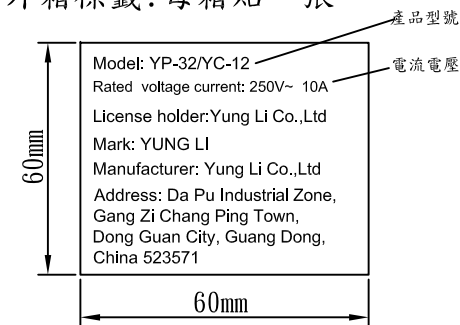 外箱標籤:每箱貼一張
產品型號
Model: YP-32/YC-12
電流電壓
Rated voltage current: 250V~ 10A
License holder:Yung Li Co.,Ltd
Mark: YUNG LI
Manufacturer: Yung Li Co.,Ltd
Address: Da Pu Industrial Zone,
Gang Zi Chang Ping Town,
Dong Guan City, Guang Dong,
China 523571
60mm
60mm